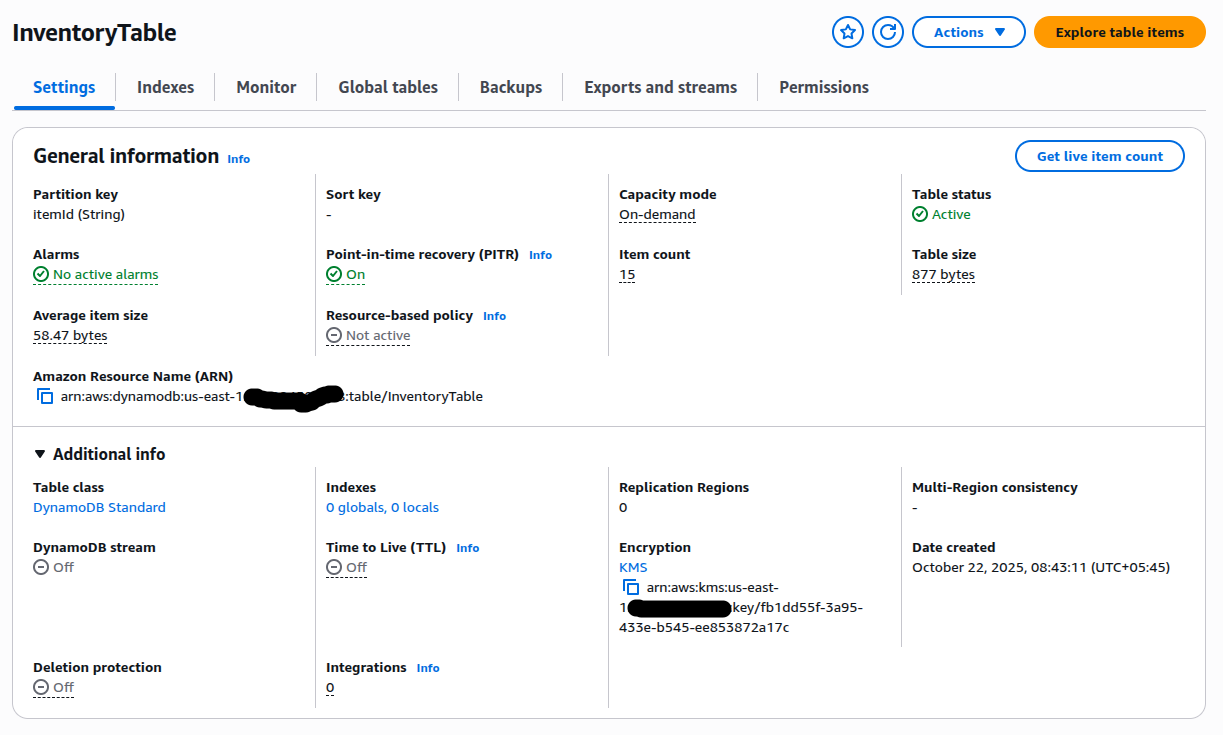 InventoryTable
Actions
Explore table items
Settings
Indexes
Monitor
Global tables
Backups
Exports and streams
Permissions
General information Info
Get live item count
Partition key
itemId (String)
Sort key
-
Capacity mode
On-demand
Table status
Active
Alarms
No active alarms
Point-in-time recovery (PITR) Info
On
Item count
15
Table size
877 bytes
Average item size
58.47 bytes
Resource-based policy Info
Not active
Amazon Resource Name (ARN)
arn:aws:dynamodb:us-east-1 :table/InventoryTable
Additional info
Table class
DynamoDB Standard
Indexes
0 globals, 0 locals
Replication Regions
0
Multi-Region consistency
-
DynamoDB stream
Off
Time to Live (TTL) Info
Off
Encryption
KMS
arn:aws:kms:us-east-
1 :key/fb1dd55f-3a95-
433e-b545-ee853872a17c
Date created
October 22, 2025, 08:43:11 (UTC+05:45)
Deletion protection
Off
Integrations Info
0